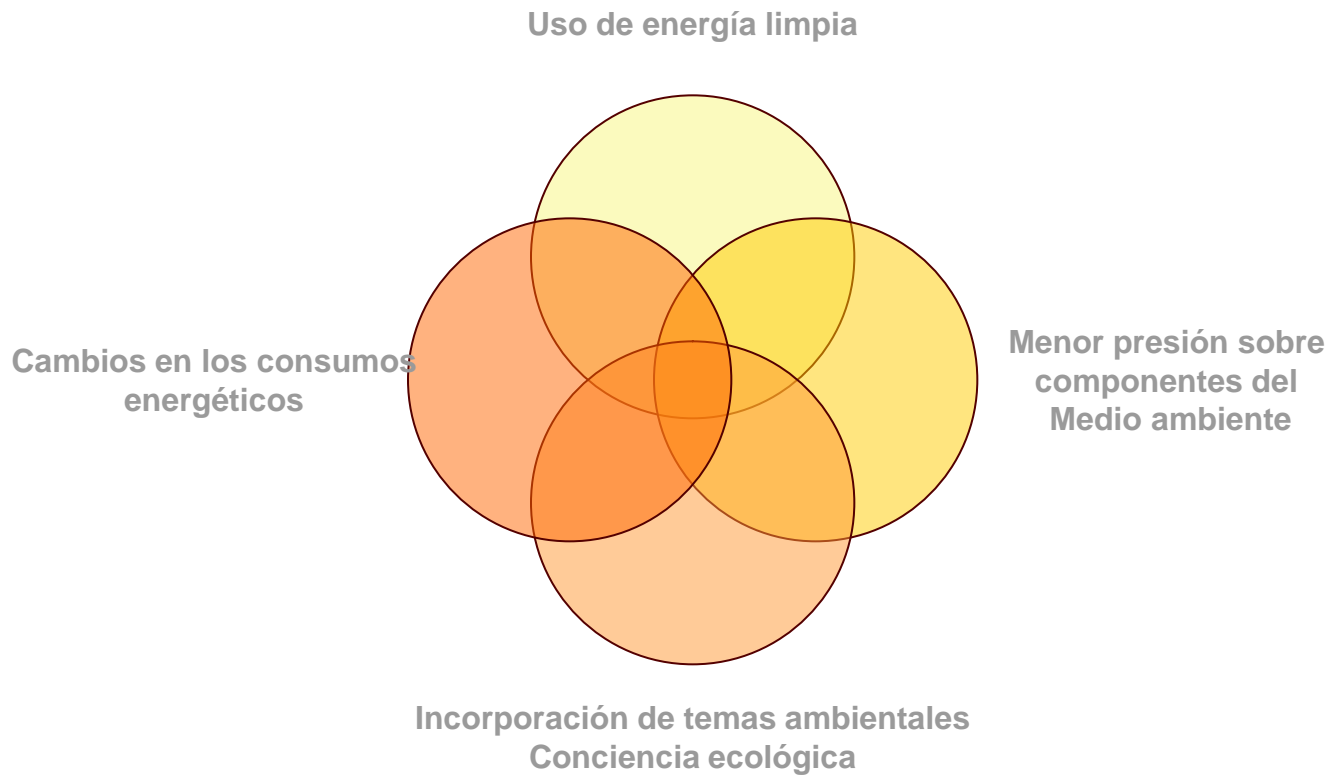 Uso de energía limpia
Cambios en los consumos
energéticos
Menor presión sobre
componentes del
Medio ambiente
Incorporación de temas ambientales
Conciencia ecológica